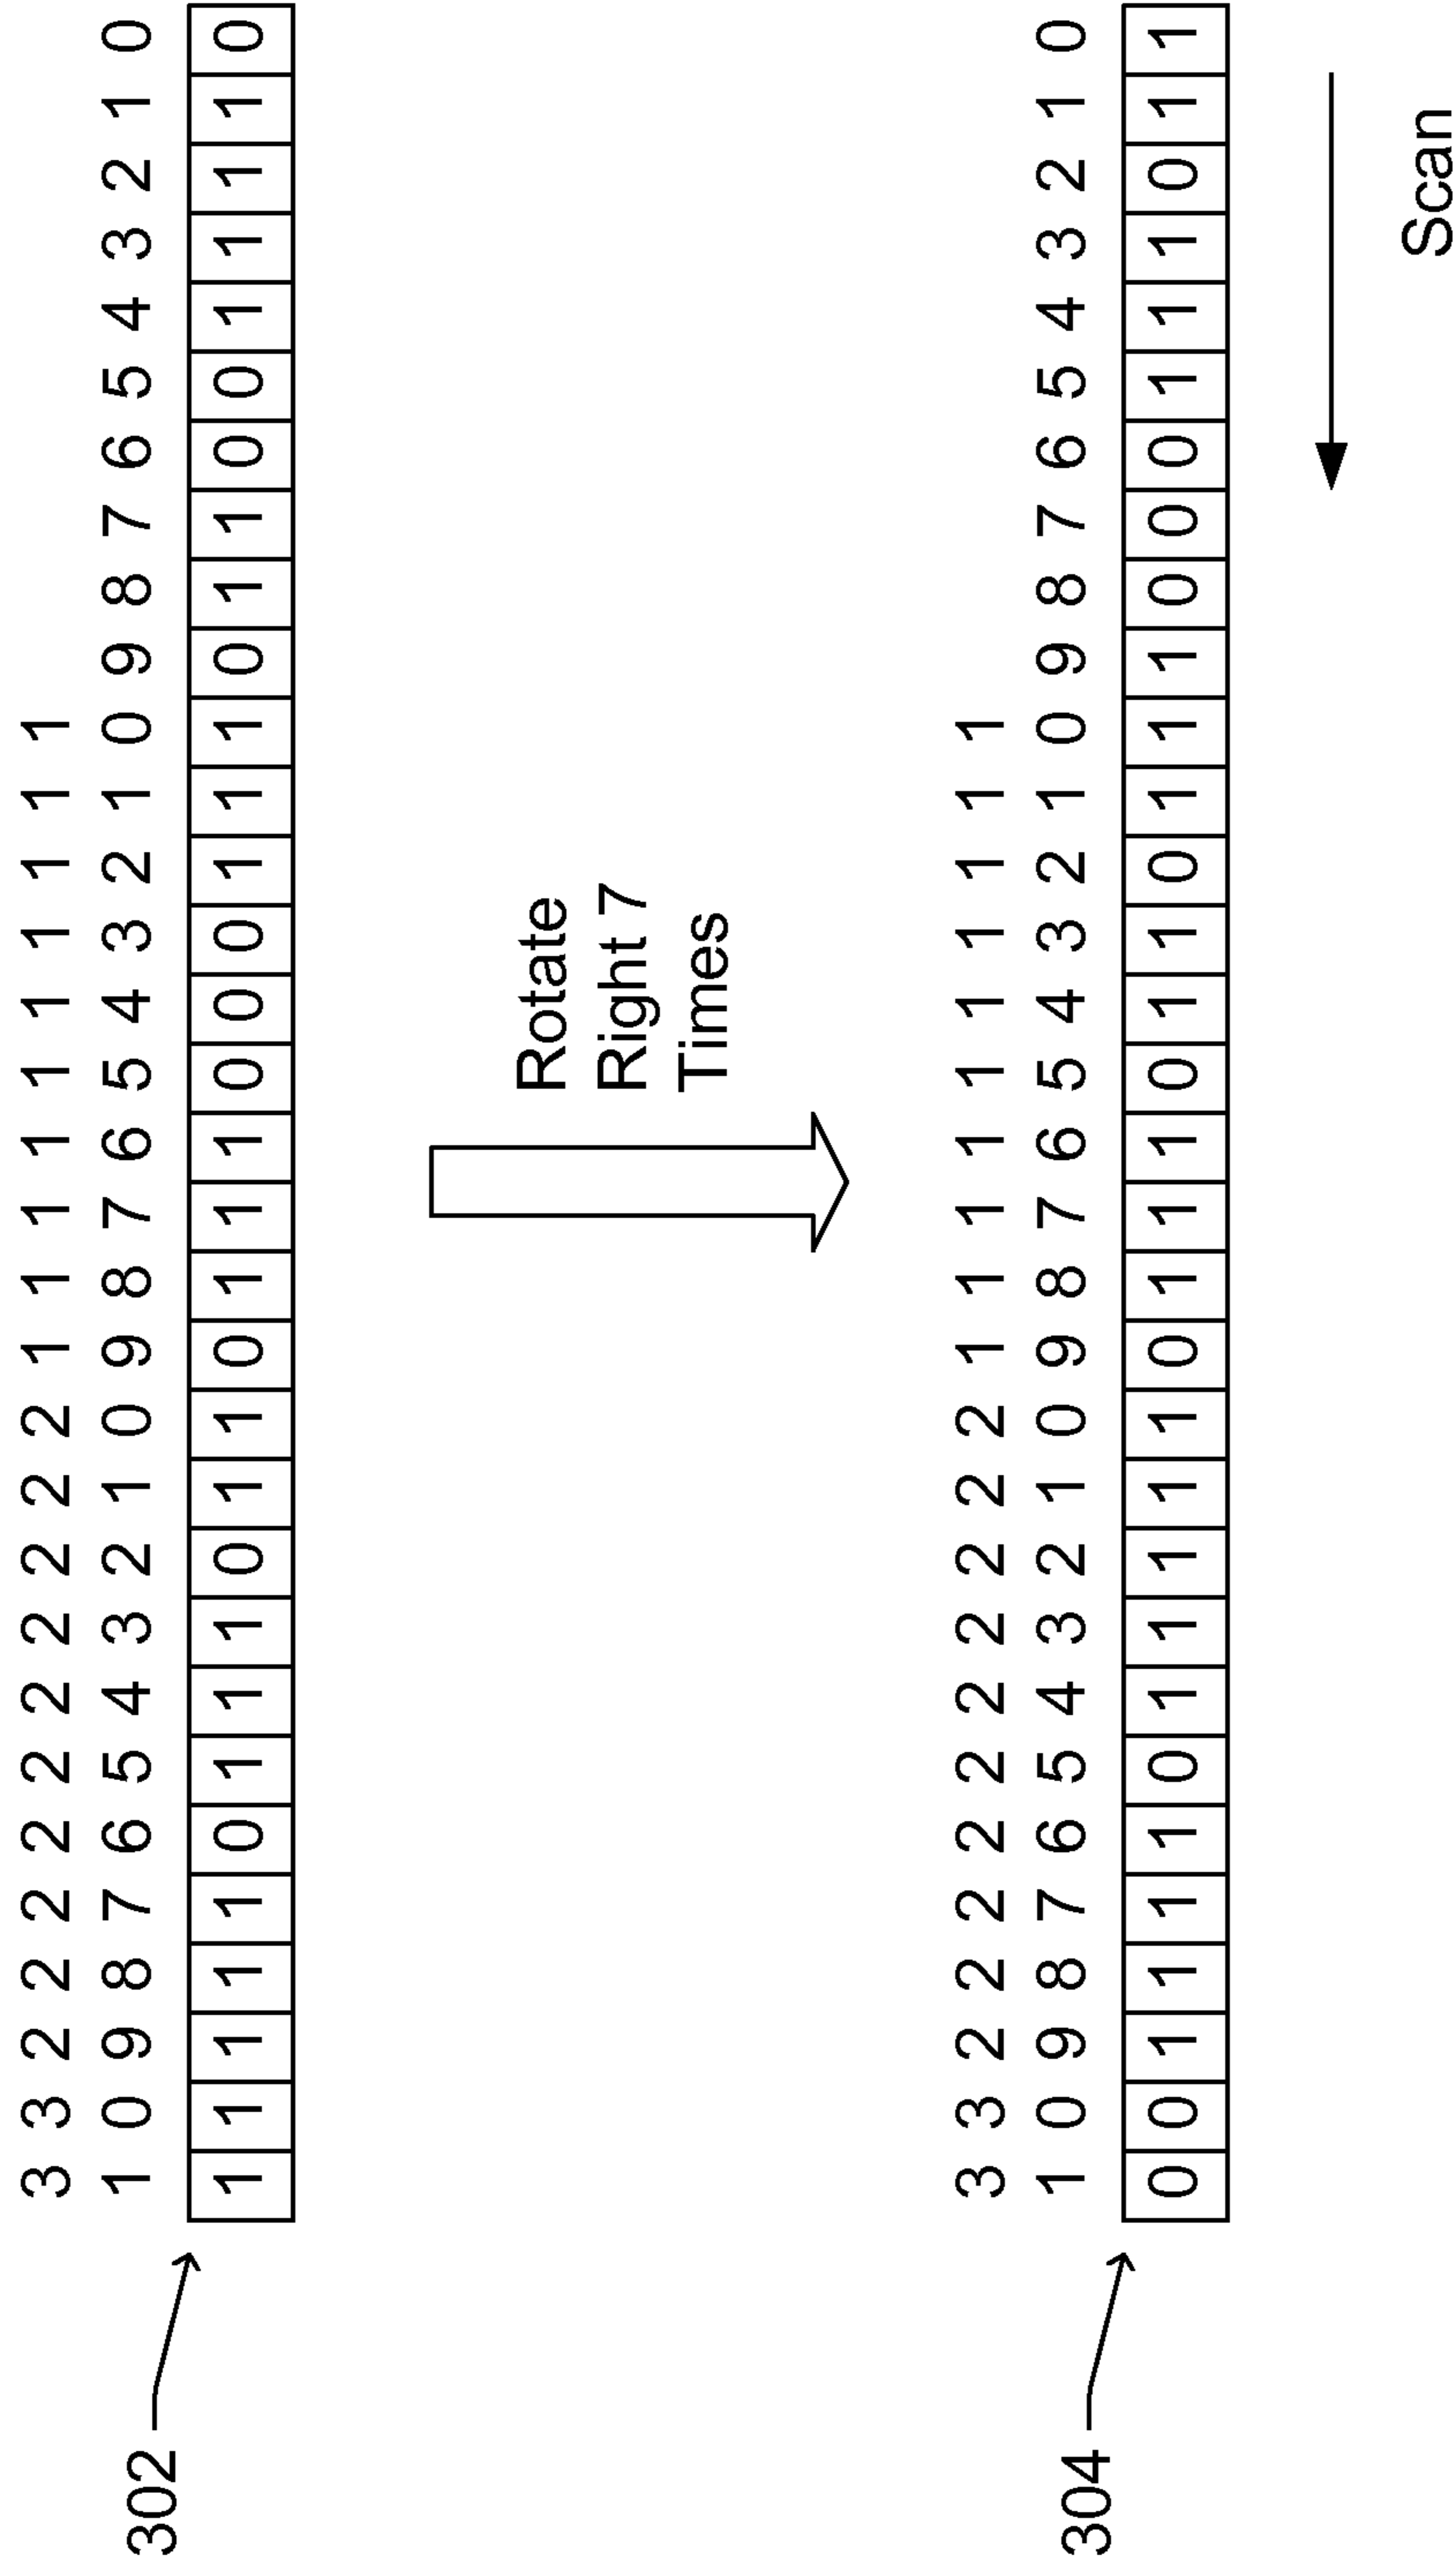 3 3 2 2 2 2 2 2 2 2 2 2 1 1 1 1 1 1 1 1 1 1
1 0 9 8 7 6 5 4 3 2 1 0 9 8 7 6 5 4 3 2 1 0 9 8 7 6 5 4 3 2 1 0
1 1 1 1 1 0 1 1 1 0 1 1 0 1 1 1 0 0 0 1 1 1 0 1 1 0 0 1 1 1 1 0
302
Rotate
Right 7
Times
3 3 2 2 2 2 2 2 2 2 2 2 1 1 1 1 1 1 1 1 1 1
1 0 9 8 7 6 5 4 3 2 1 0 9 8 7 6 5 4 3 2 1 0 9 8 7 6 5 4 3 2 1 0
0 0 1 1 1 1 0 1 1 1 1 1 0 1 1 1 0 1 1 0 1 1 1 0 0 0 1 1 1 0 1 1
304
Scan